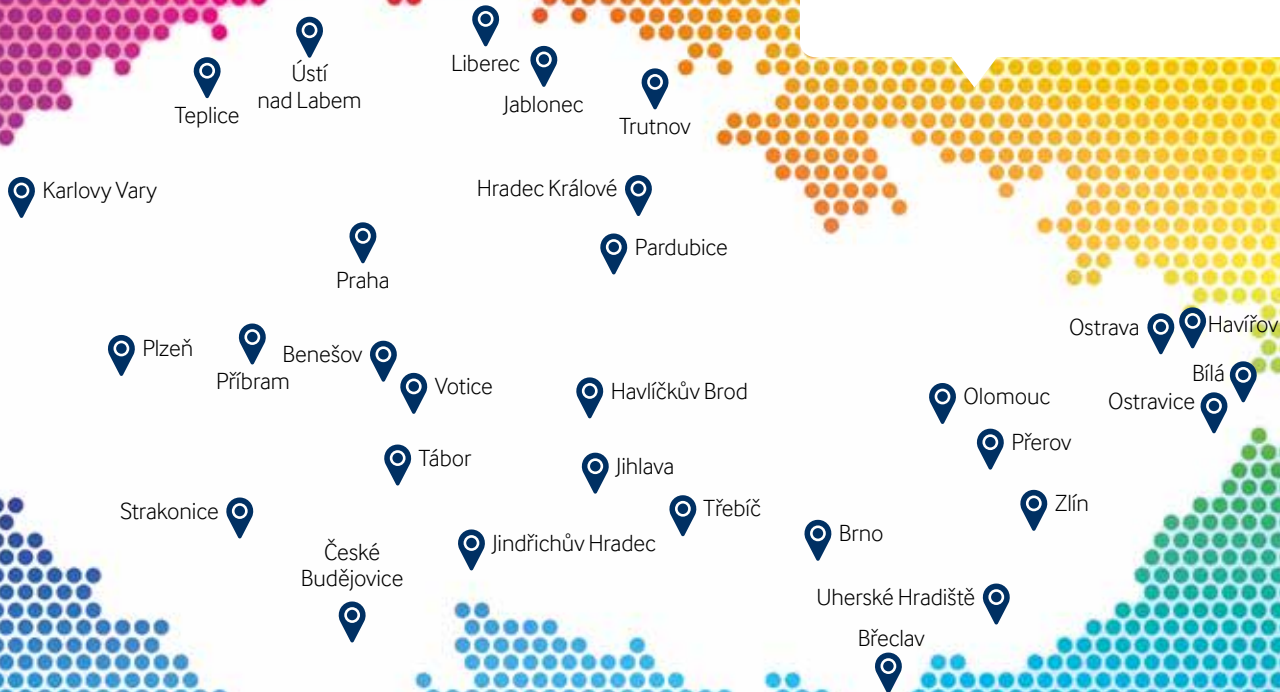 Ústí
nad Labem
Liberec
Jablonec
Teplice
Trutnov
Karlovy Vary
Hradec Králové
Pardubice
Praha
Ostrava
Havířov
Plzeň
Příbram
Benešov
Votice
Havlíčkův Brod
Bílá
Ostravice
Olomouc
Přerov
Tábor
Jihlava
Zlín
Strakonice
Třebíč
Brno
Jindřichův Hradec
České
Budějovice
Uherské Hradiště
Břeclav